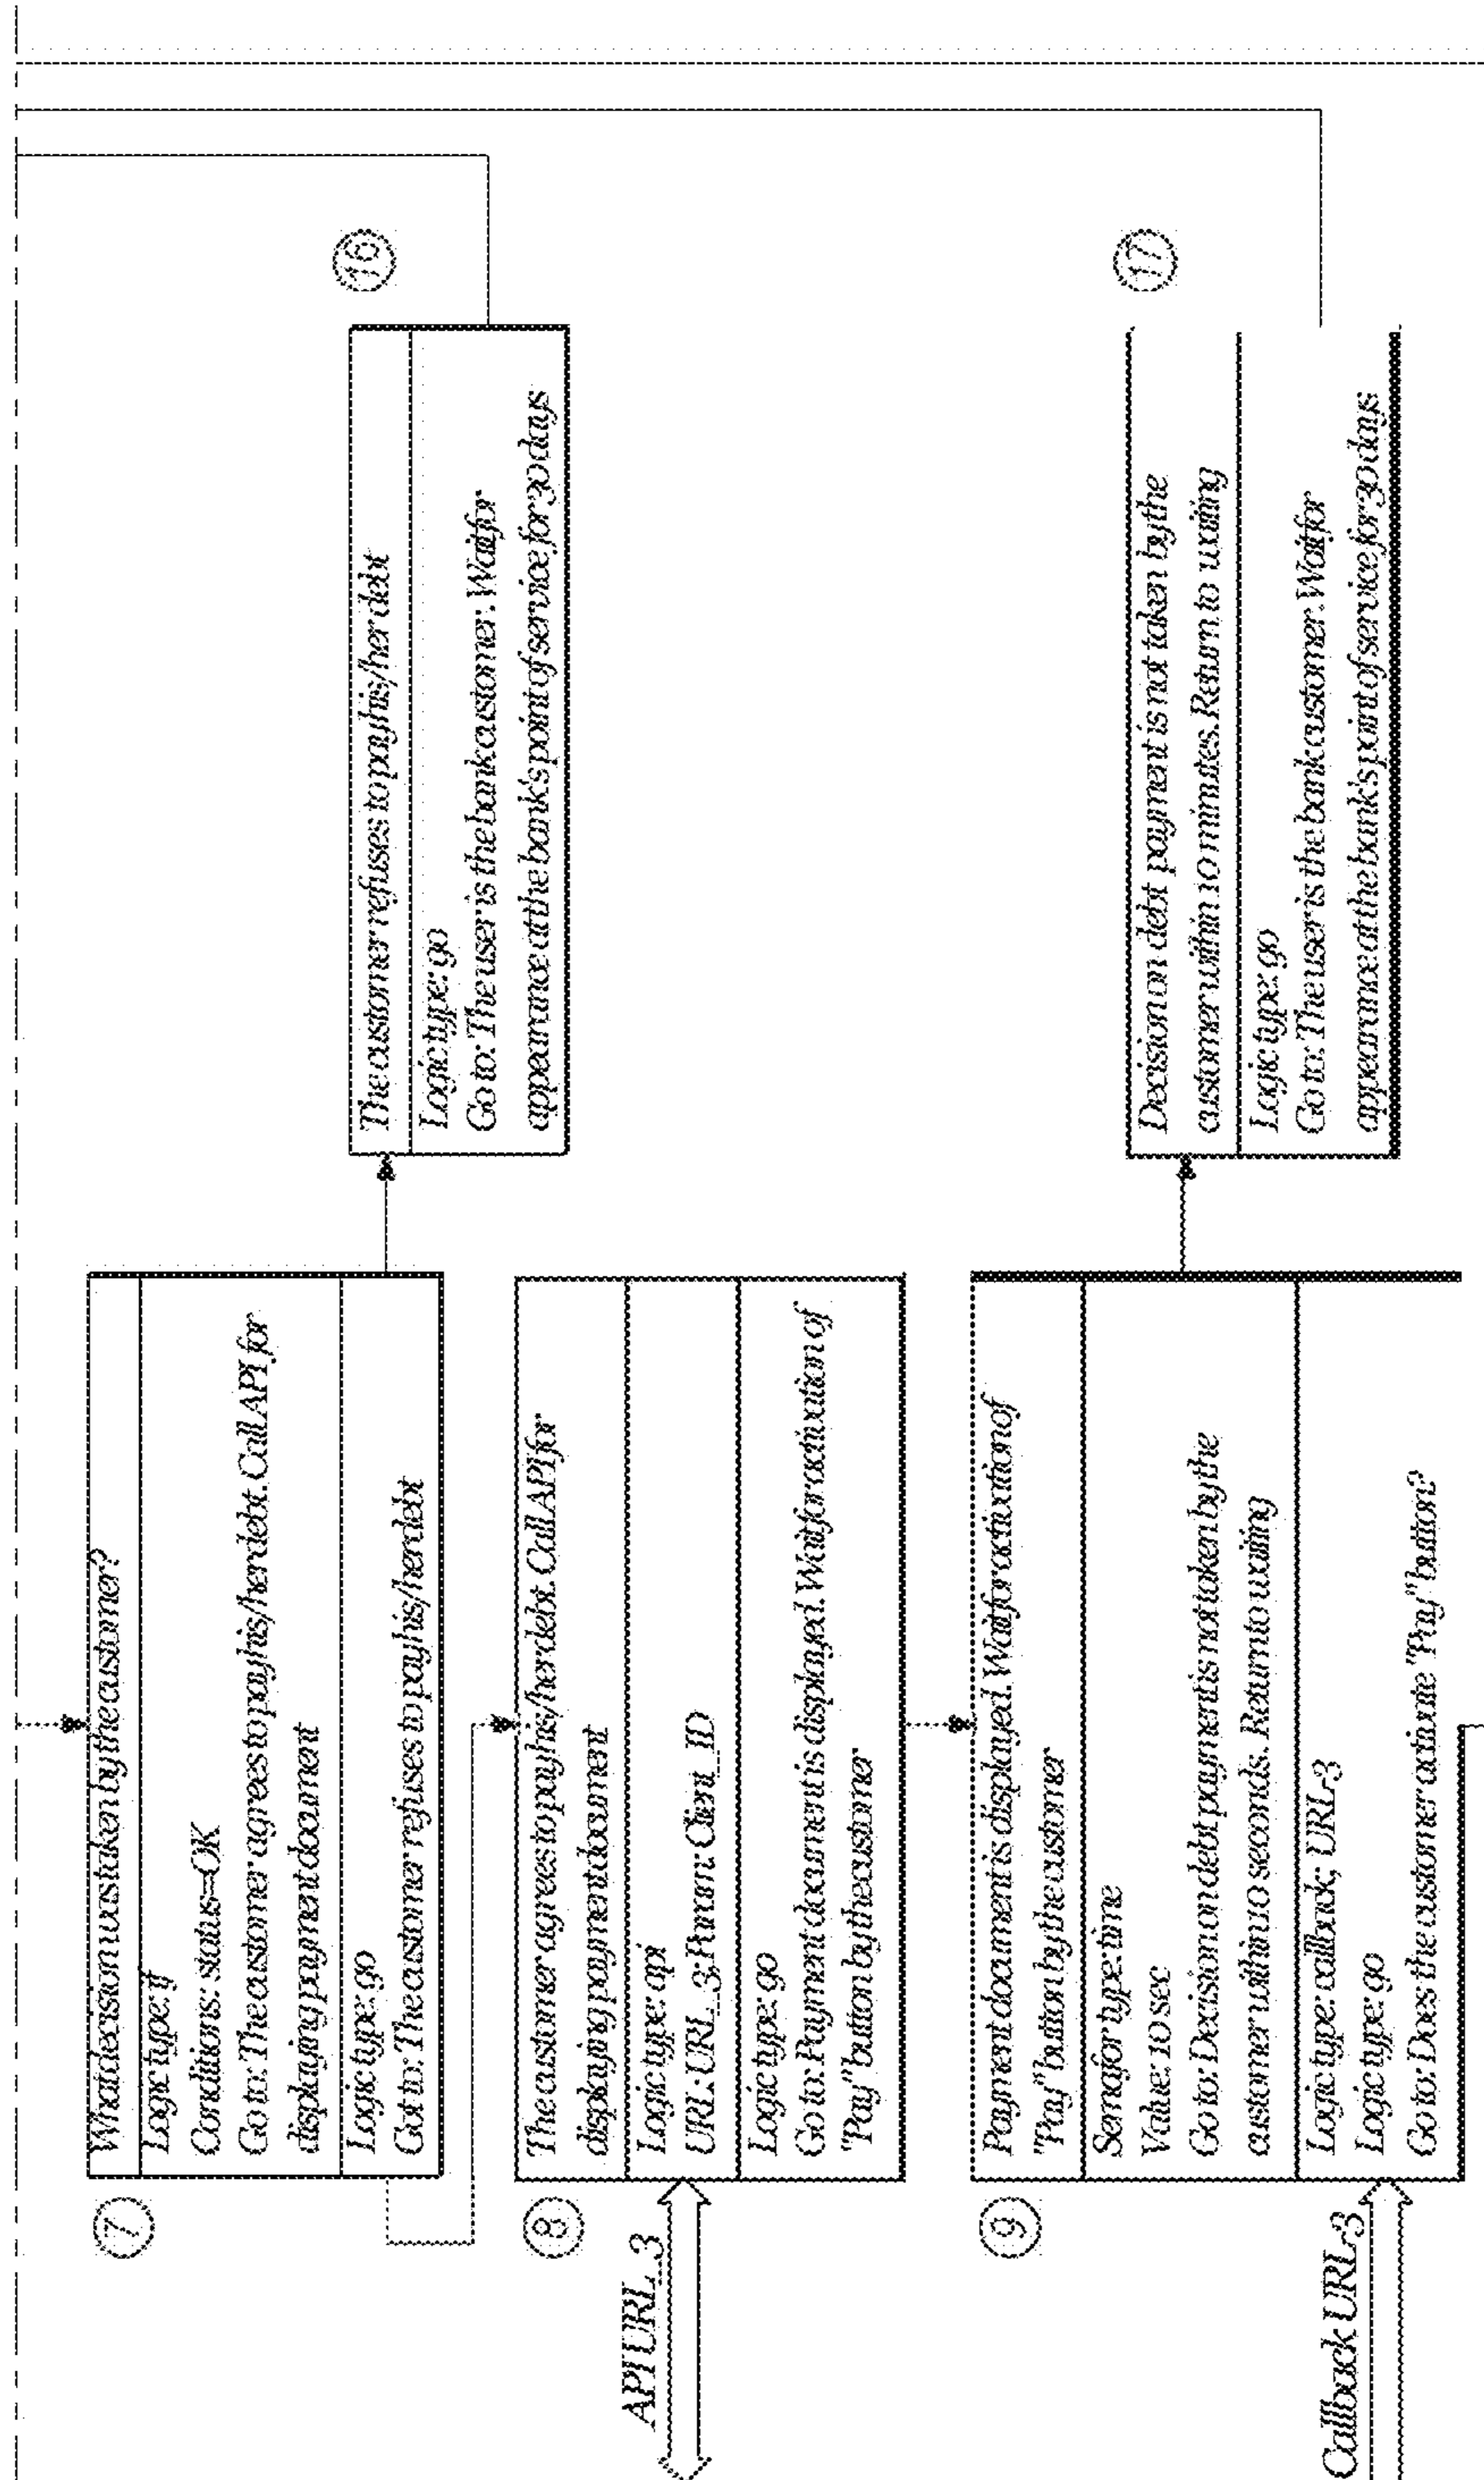 7
What decision was taken by the customer?
Logic type: if
Conditions: status=OK
Go to: The customer agrees to pay his/her debt. Call API for
displaying payment document
Logic type: go
Got to: The customer refuses to pay his/her debt
16
The customer refuses to pay his/her debt
Logic type: go
Go to: The user is the bank customer. Wait for
appearance at the bank's point of service for 30 days
8
API URL_3
The customer agrees to pay his/her debt. Call API for
displaying payment document
Logic type: api
URL: URL_3; Param: Client_ID
Logic type: go
Go to: Payment document is displayed. Wait for activation of
"Pay" button by the customer
9
Callback URL3
Payment document is displayed. Wait for activation of
"Pay" button by the customer
Semafor type: time
Value: 10 sec
Go to: Decision on debt payment is not taken by the
customer within 10 seconds. Return to waiting
Logic type: callback; URL3
Logic type: go
Go to: Does the customer activate "Pay" button?
17
Decision on debt payment is not taken by the
customer within 10 minutes. Return to waiting
Logic type: go
Go to: The user is the bank customer. Wait for
appearance at the bank's point of service for 30 days